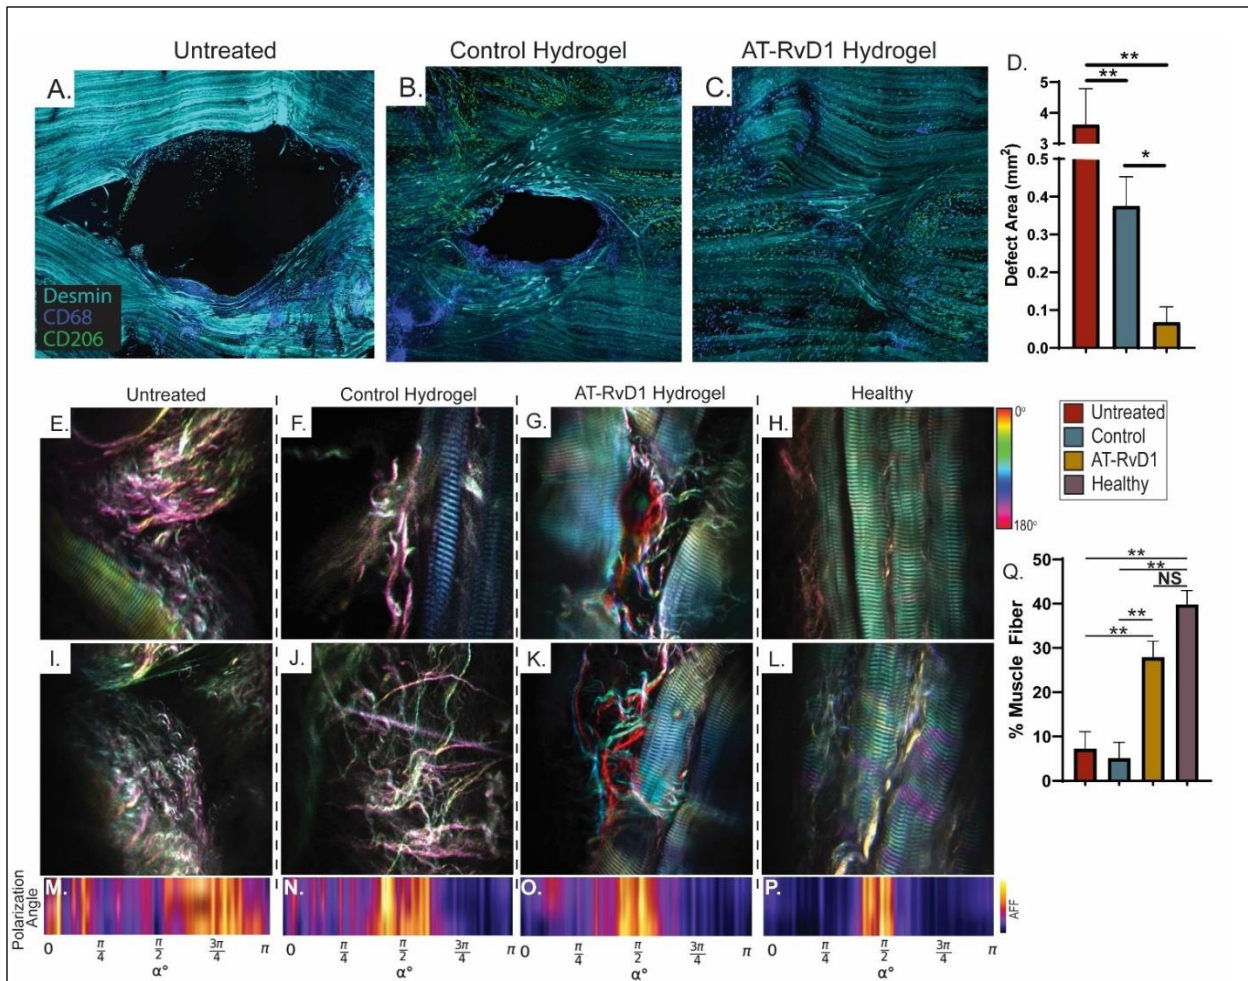 Untreated
Control Hydrogel
AT-RvD1 Hydrogel
A.
B.
C.
D.
Desmin
CD68
CD206
**
**
*
5
4
3
0.5
0.4
0.3
0.2
0.1
0.0
Defect Area (mm²)
Untreated
Control Hydrogel
AT-RvD1 Hydrogel
Healthy
E.
F.
G.
H.
0°
180°
Untreated
Control
AT-RvD1
Healthy
I.
J.
K.
L.
Q.
**
**
NS
**
**
50
40
30
20
10
0
% Muscle Fiber
M.
N.
O.
P.
Polarization
Angle
AFF
0 π/4 π/2 3π/4 π
α°
0 π/4 π/2 3π/4 π
α°
0 π/4 π/2 3π/4 π
α°
0 π/4 π/2 3π/4 π
α°